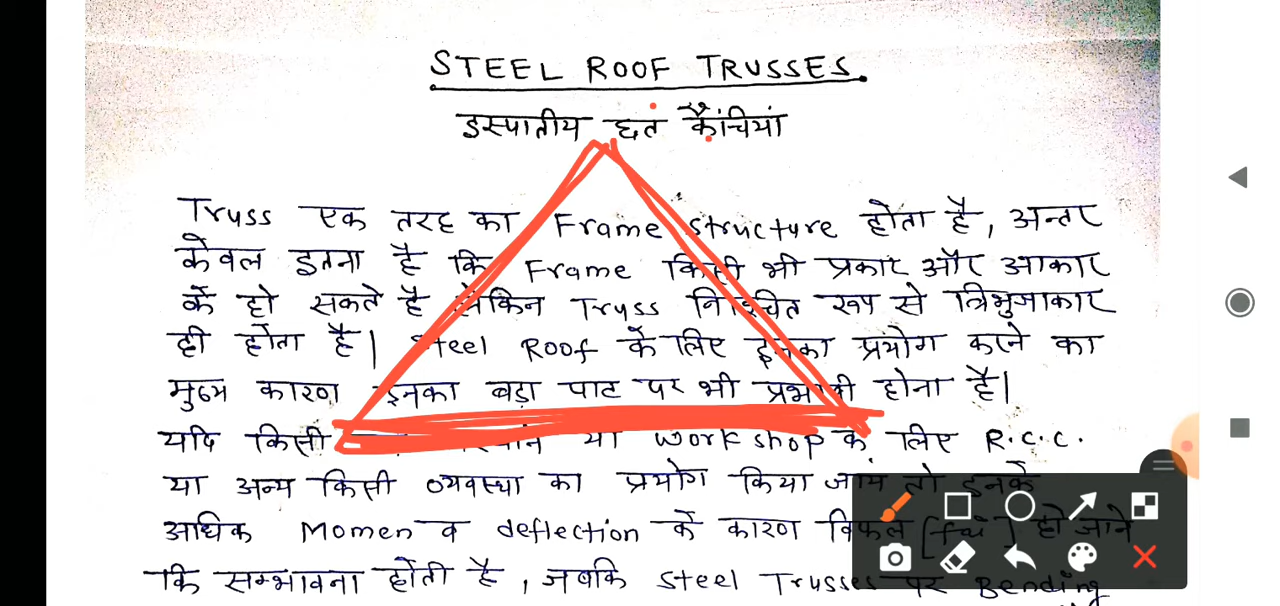 STEEL ROOF TRUSSES.
इस्पातीय छत कैंचियां
Truss एक तरह का Frame structure होता है, अन्तर
केवल इतना है कि Frame किसी भी प्रकार और आकार
के हो सकते है लेकिन Truss निश्चित रूप से त्रिभुजाकार
ही होता है| Steel Roof के लिए इनका प्रयोग करने का
मुख्य कारण इनका बड़ा पाट पर भी प्रभावी होना है|
यदि किसी या workshop के लिए R.C.C.
या अन्य किसी व्यवस्था का प्रयोग किया जाय तो इनके
अधिक Momen व deflection के कारण विफल हो जाने
कि सम्भावना होती है, जबकि Steel Trusses पर Bending